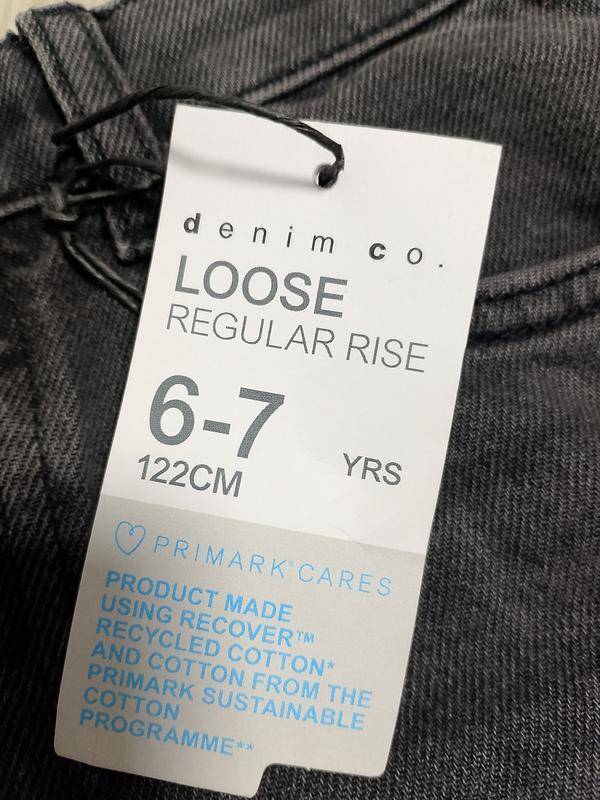 denim co.
LOOSE
REGULAR RISE
6-7
122CM YRS
PRIMARK® CARES
PRODUCT MADE
USING RECOVER™
RECYCLED COTTON*
AND COTTON FROM THE
PRIMARK SUSTAINABLE
COTTON
PROGRAMME**